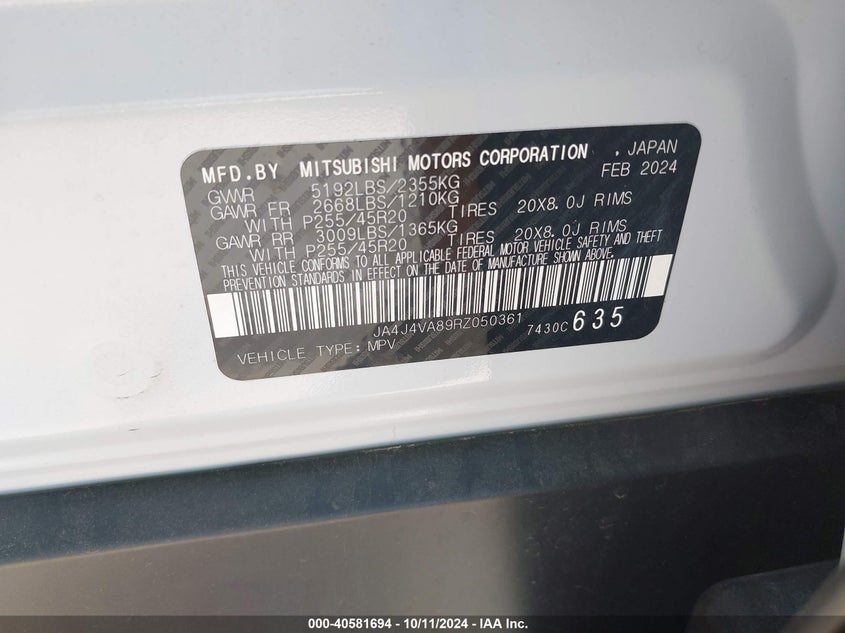 MFD.BY MITSUBISHI MOTORS CORPORATION , JAPAN
FEB 2024
GVWR 5192LBS/2355KG
GAWR FR 2668LBS/1210KG
WITH P255/45R20 TIRES 20X8.0J RIMS
GAWR RR 3009LBS/1365KG
WITH P255/45R20 TIRES 20X8.0J RIMS
THIS VEHICLE CONFORMS TO ALL APPLICABLE FEDERAL MOTOR VEHICLE SAFETY AND THEFT
PREVENTION STANDARDS IN EFFECT ON THE DATE OF MANUFACTURE SHOWN ABOVE.
JA4J4VA89RZ050361
7430C 635
VEHICLE TYPE: MPV
000-40581694 - 10/11/2024 - IAA Inc.